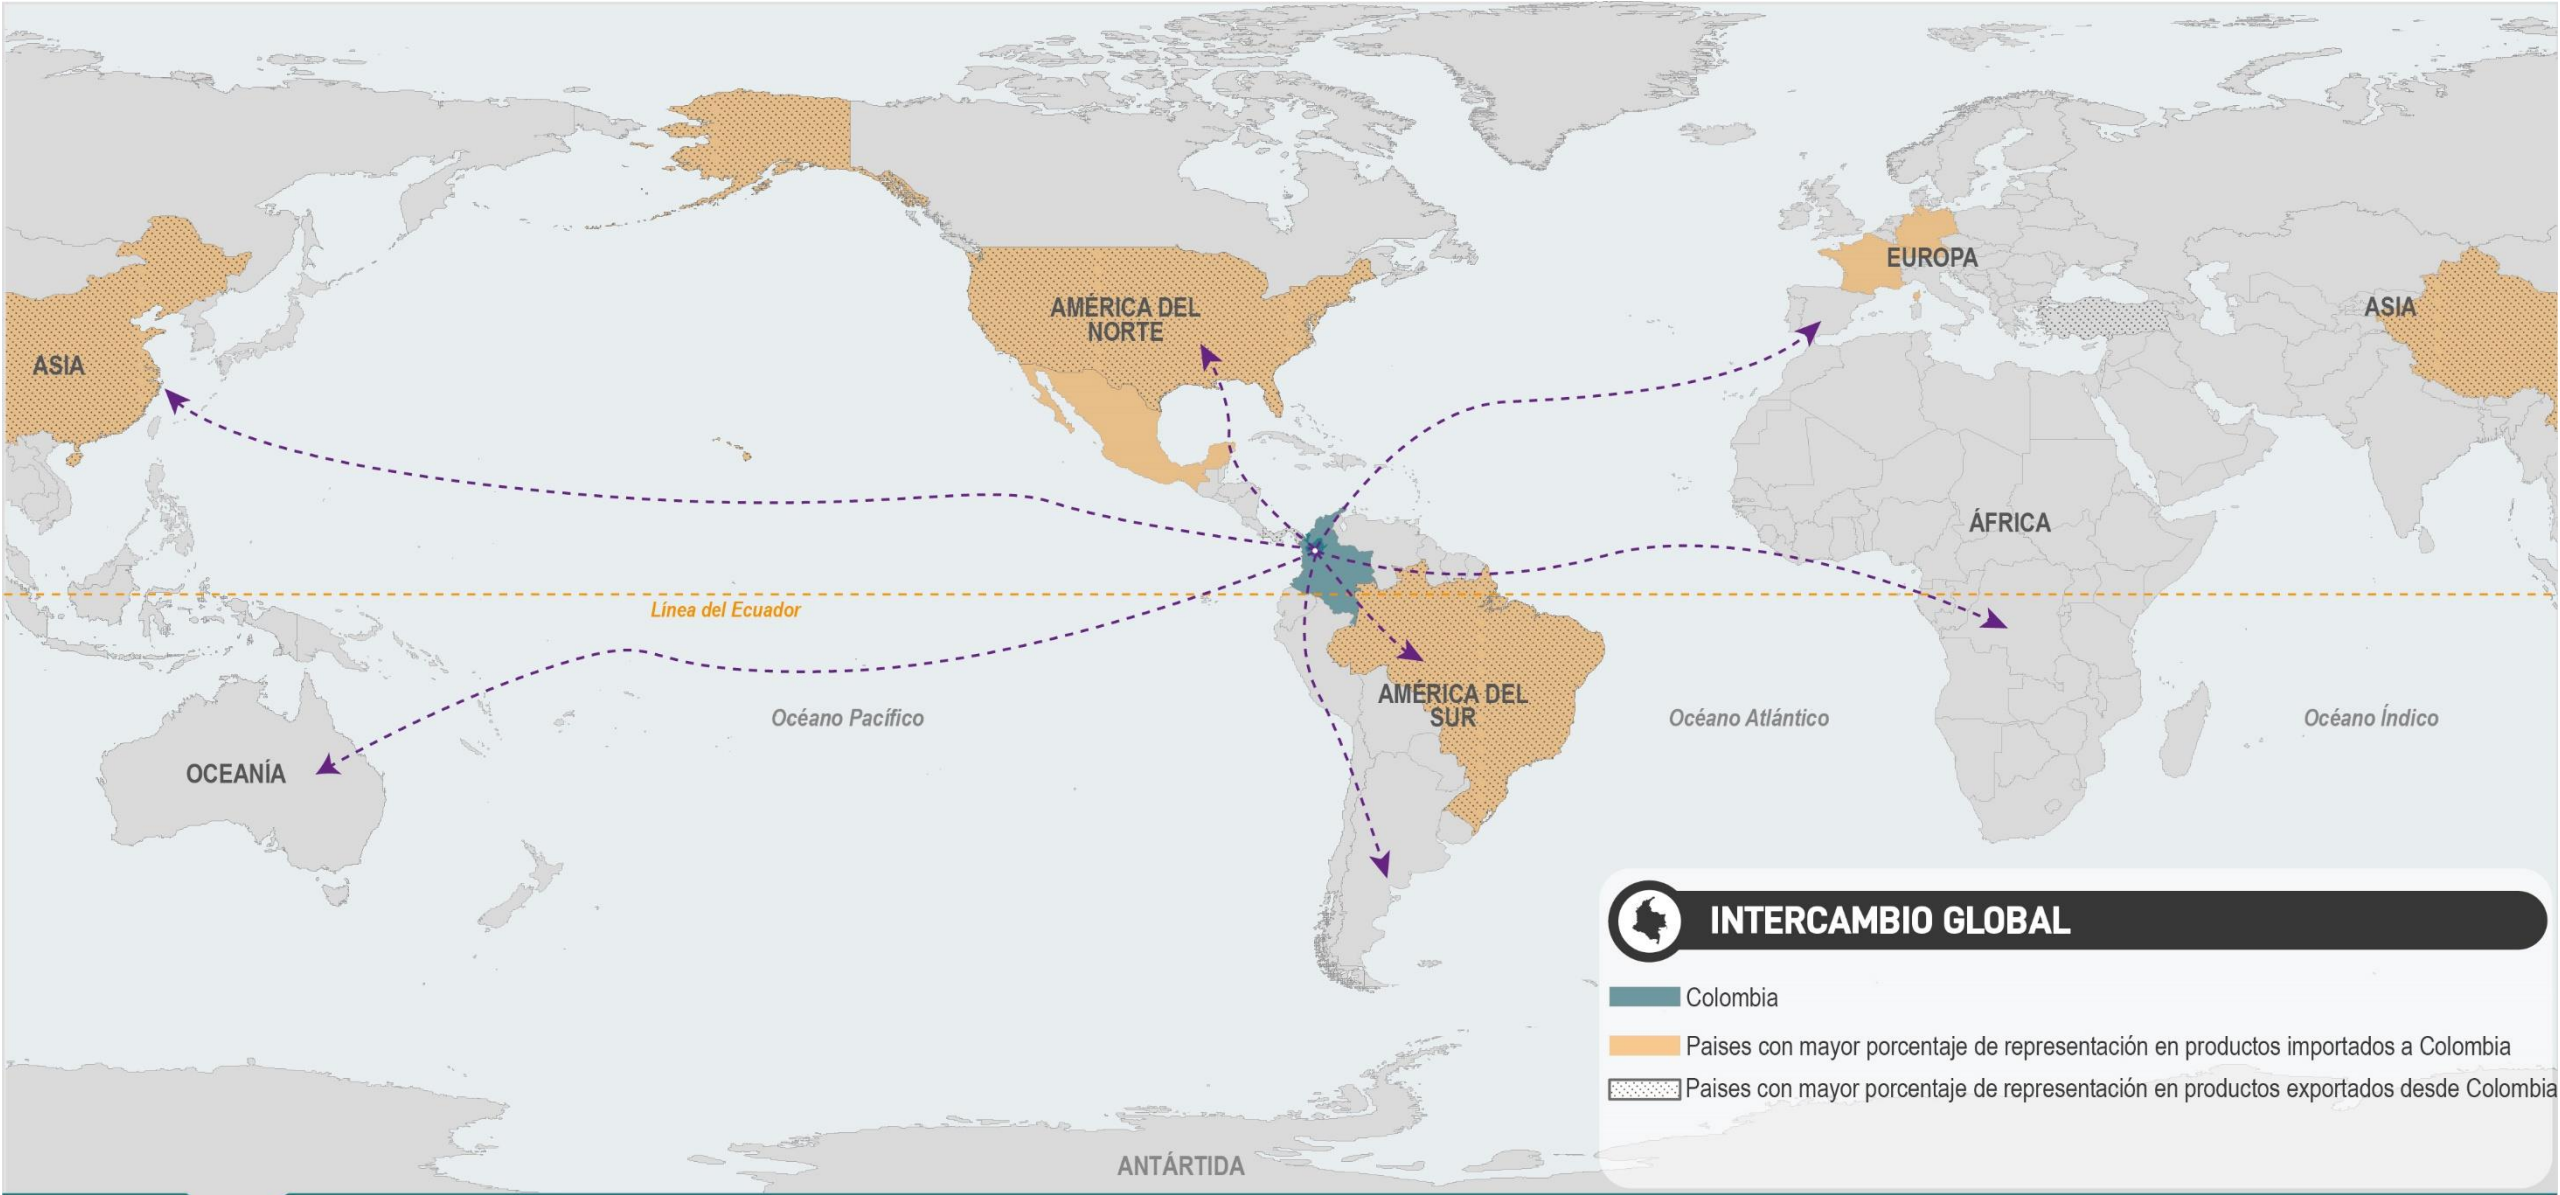 EUROPA
ASIA
AMÉRICA DEL
NORTE
ASIA
ÁFRICA
Línea del Ecuador
AMÉRICA DEL
SUR
Océano Pacífico
Océano Atlántico
Océano Índico
OCEANÍA
INTERCAMBIO GLOBAL
Colombia
Paises con mayor porcentaje de representación en productos importados a Colombia
Paises con mayor porcentaje de representación en productos exportados desde Colombia
ANTÁRTIDA